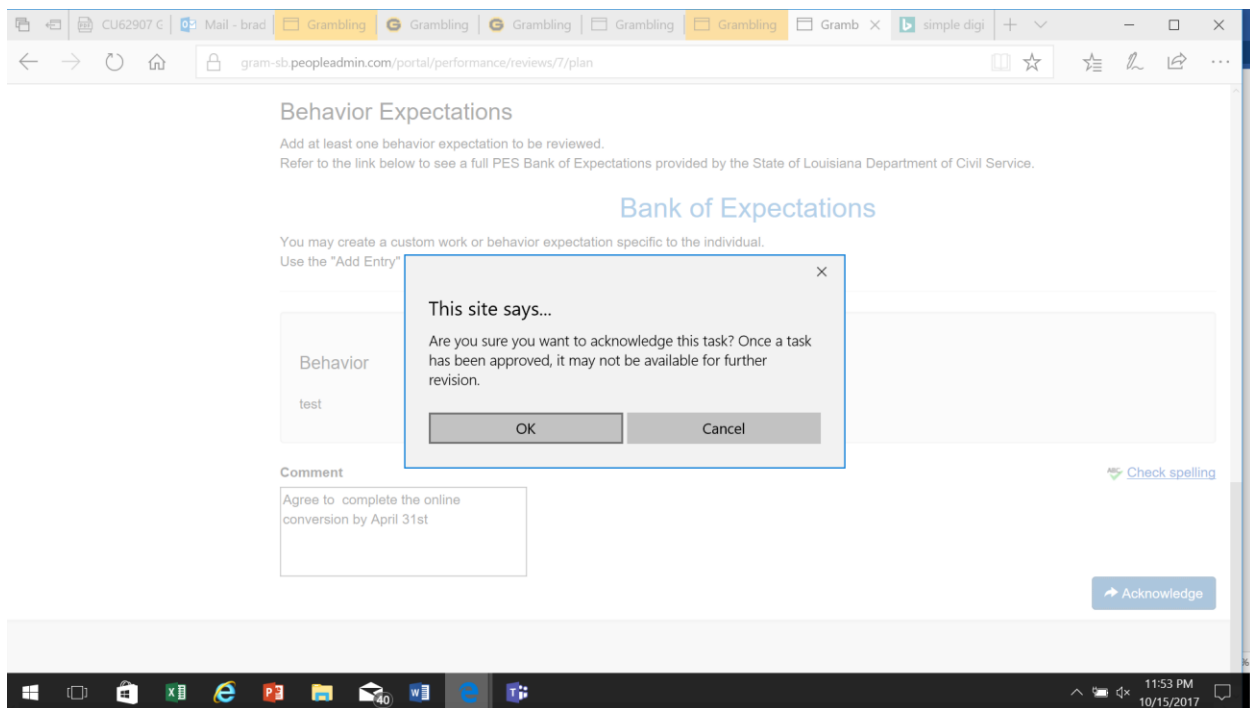 CU62907 G
Mail - brad
Grambling
Grambling
Grambling
Grambling
Grambling
Gramb
simple digi
gram-sb.peopleadmin.com/portal/performance/reviews/7/plan
Behavior Expectations
Add at least one behavior expectation to be reviewed.
Refer to the link below to see a full PES Bank of Expectations provided by the State of Louisiana Department of Civil Service.
Bank of Expectations
You may create a custom work or behavior expectation specific to the individual.
Use the "Add Entry"
This site says...
Are you sure you want to acknowledge this task? Once a task
has been approved, it may not be available for further
revision.
OK
Cancel
Behavior
test
Comment
Check spelling
Agree to  complete the online
conversion by April 31st
Acknowledge
40
11:53 PM
10/15/2017